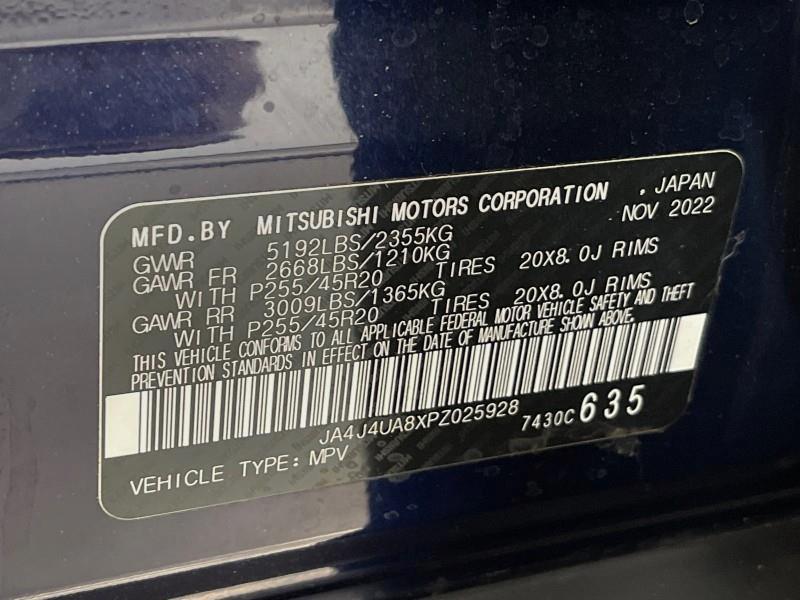 MFD.BY MITSUBISHI MOTORS CORPORATION . JAPAN
GVWR 5192LBS/2355KG NOV 2022
GAWR FR 2668LBS/1210KG
WITH P255/45R20 TIRES 20X8.0J RIMS
GAWR RR 3009LBS/1365KG
WITH P255/45R20 TIRES 20X8.0J RIMS
THIS VEHICLE CONFORMS TO ALL APPLICABLE FEDERAL MOTOR VEHICLE SAFETY AND THEFT
PREVENTION STANDARDS IN EFFECT ON THE DATE OF MANUFACTURE SHOWN ABOVE.
JA4J4UA8XPZ025928 7430C 635
VEHICLE TYPE: MPV